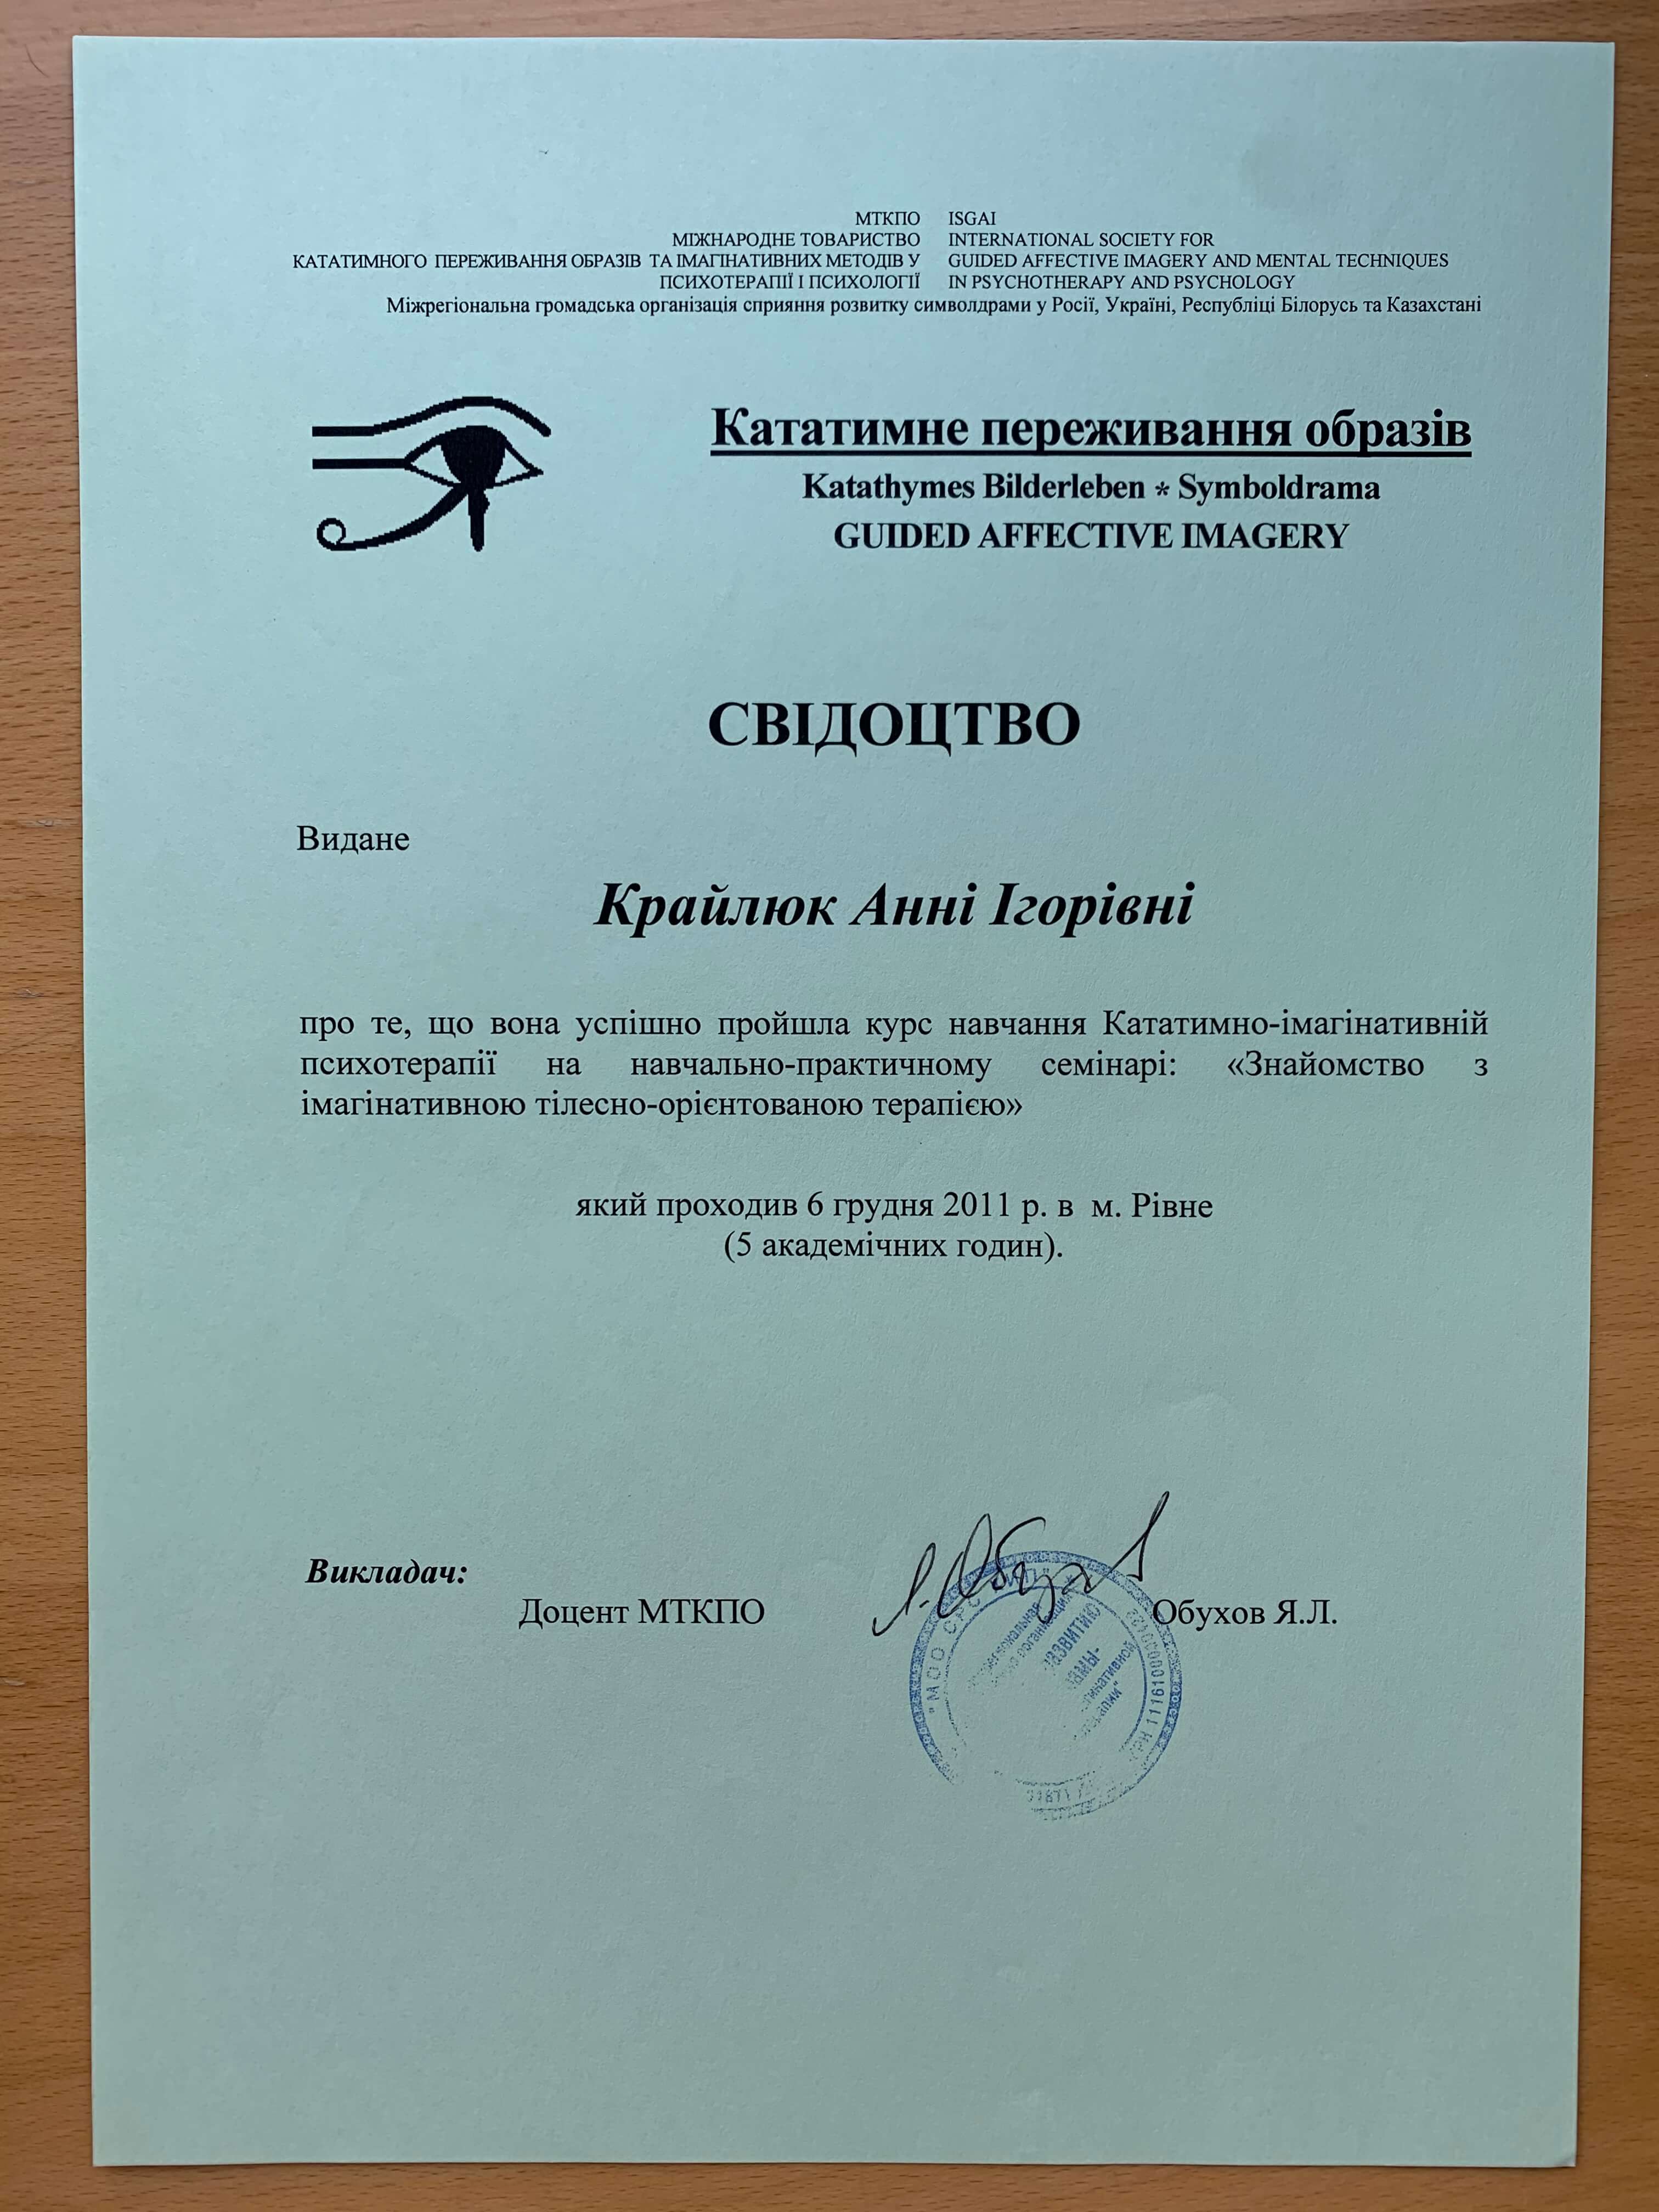 МТКПО ISGAI
МІЖНАРОДНЕ ТОВАРИСТВО INTERNATIONAL SOCIETY FOR
КАТАТИМНОГО ПЕРЕЖИВАННЯ ОБРАЗІВ ТА ІМАГІНАТИВНИХ МЕТОДІВ У GUIDED AFFECTIVE IMAGERY AND MENTAL TECHNIQUES
ПСИХОТЕРАПІЇ І ПСИХОЛОГІЇ IN PSYCHOTHERAPY AND PSYCHOLOGY
Міжрегіональна громадська організація сприяння розвитку символдрами у Росії, Україні, Республіці Білорусь та Казахстані
Кататимне переживання образів
Katathymes Bilderleben * Symboldrama
GUIDED AFFECTIVE IMAGERY
СВІДОЦТВО
Видане
Крайлюк Анні Ігорівні
про те, що вона успішно пройшла курс навчання Кататимно-імагінативній
психотерапії на навчально-практичному семінарі: «Знайомство з
імагінативною тілесно-орієнтованою терапією»
який проходив 6 грудня 2011 р. в м. Рівне
(5 академічних годин).
Викладач:
Доцент МТКПО Обухов Я.Л.
"МОО
РАЗВИТИЮ